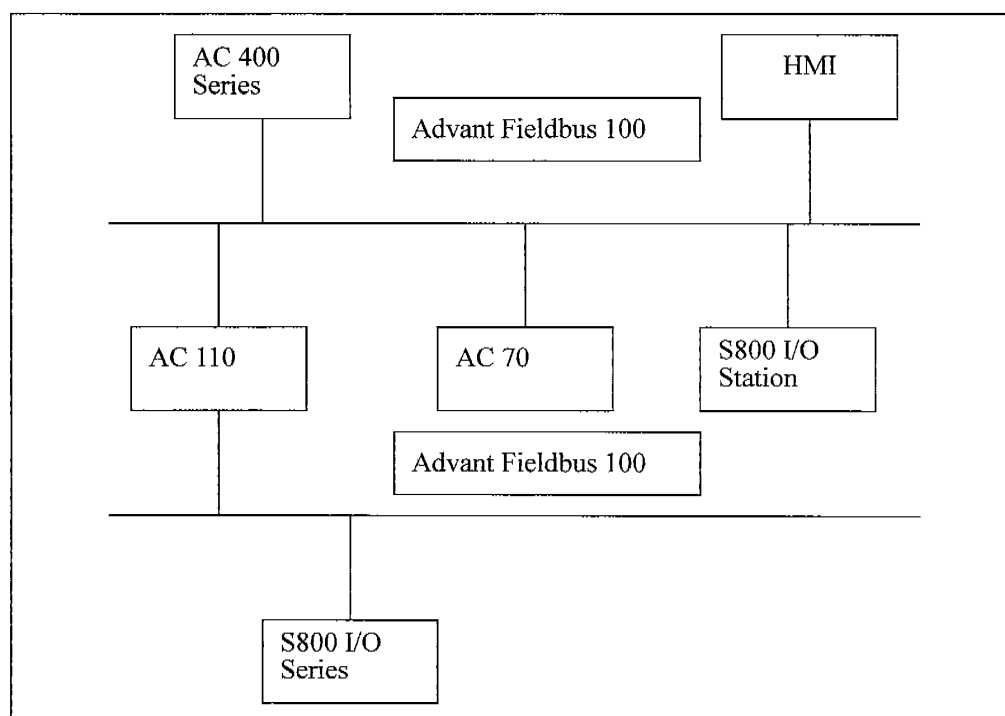 AC 400
Series
HMI
Advant Fieldbus 100
AC 110
AC 70
S800 I/O
Station
Advant Fieldbus 100
S800 I/O
Series